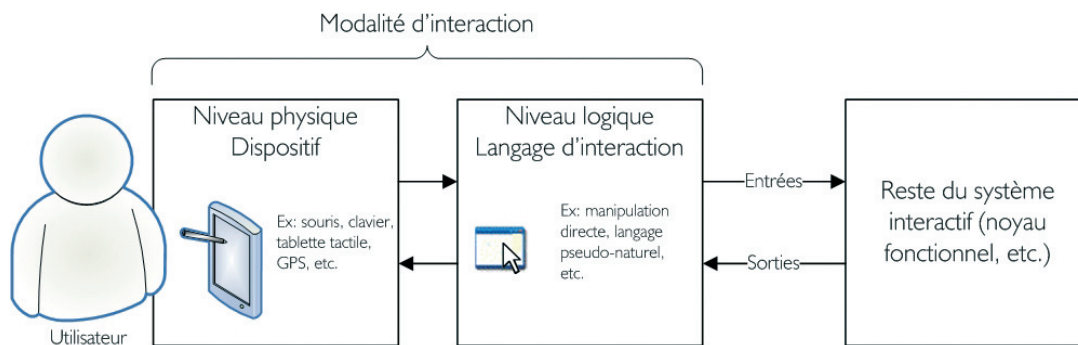 Modalité d'interaction
Niveau physique
Dispositif
Ex: souris, clavier,
tablette tactile,
GPS, etc.
Niveau logique
Langage d'interaction
Ex: manipulation
directe, langage
pseudo-naturel,
etc.
Entrées
Sorties
Reste du système
interactif (noyau
fonctionnel, etc.)
Utilisateur